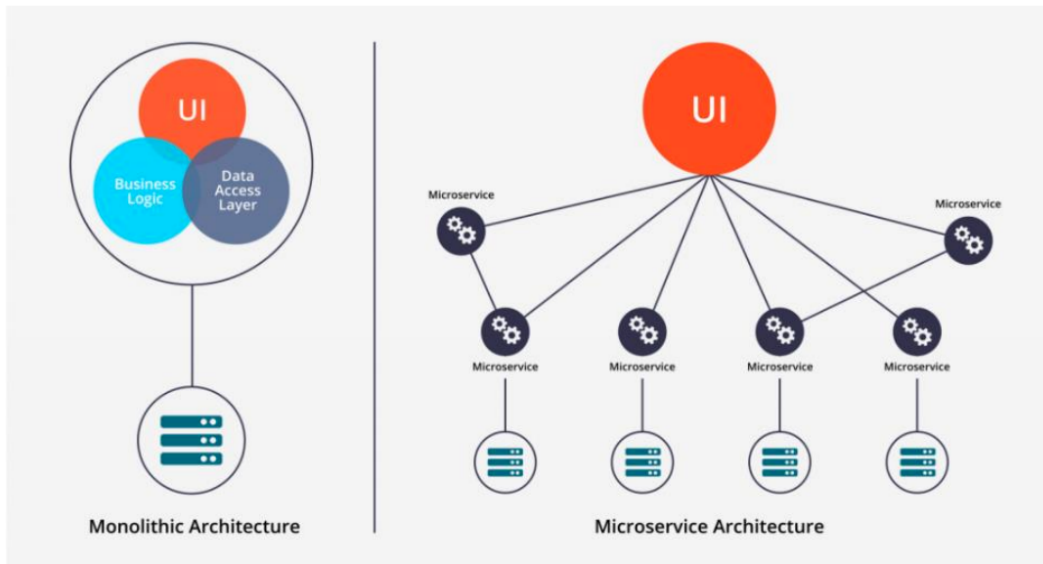 UI
Business
Logic
Data
Access
Layer
Monolithic Architecture
UI
Microservice
Microservice
Microservice
Microservice
Microservice
Microservice
Microservice Architecture